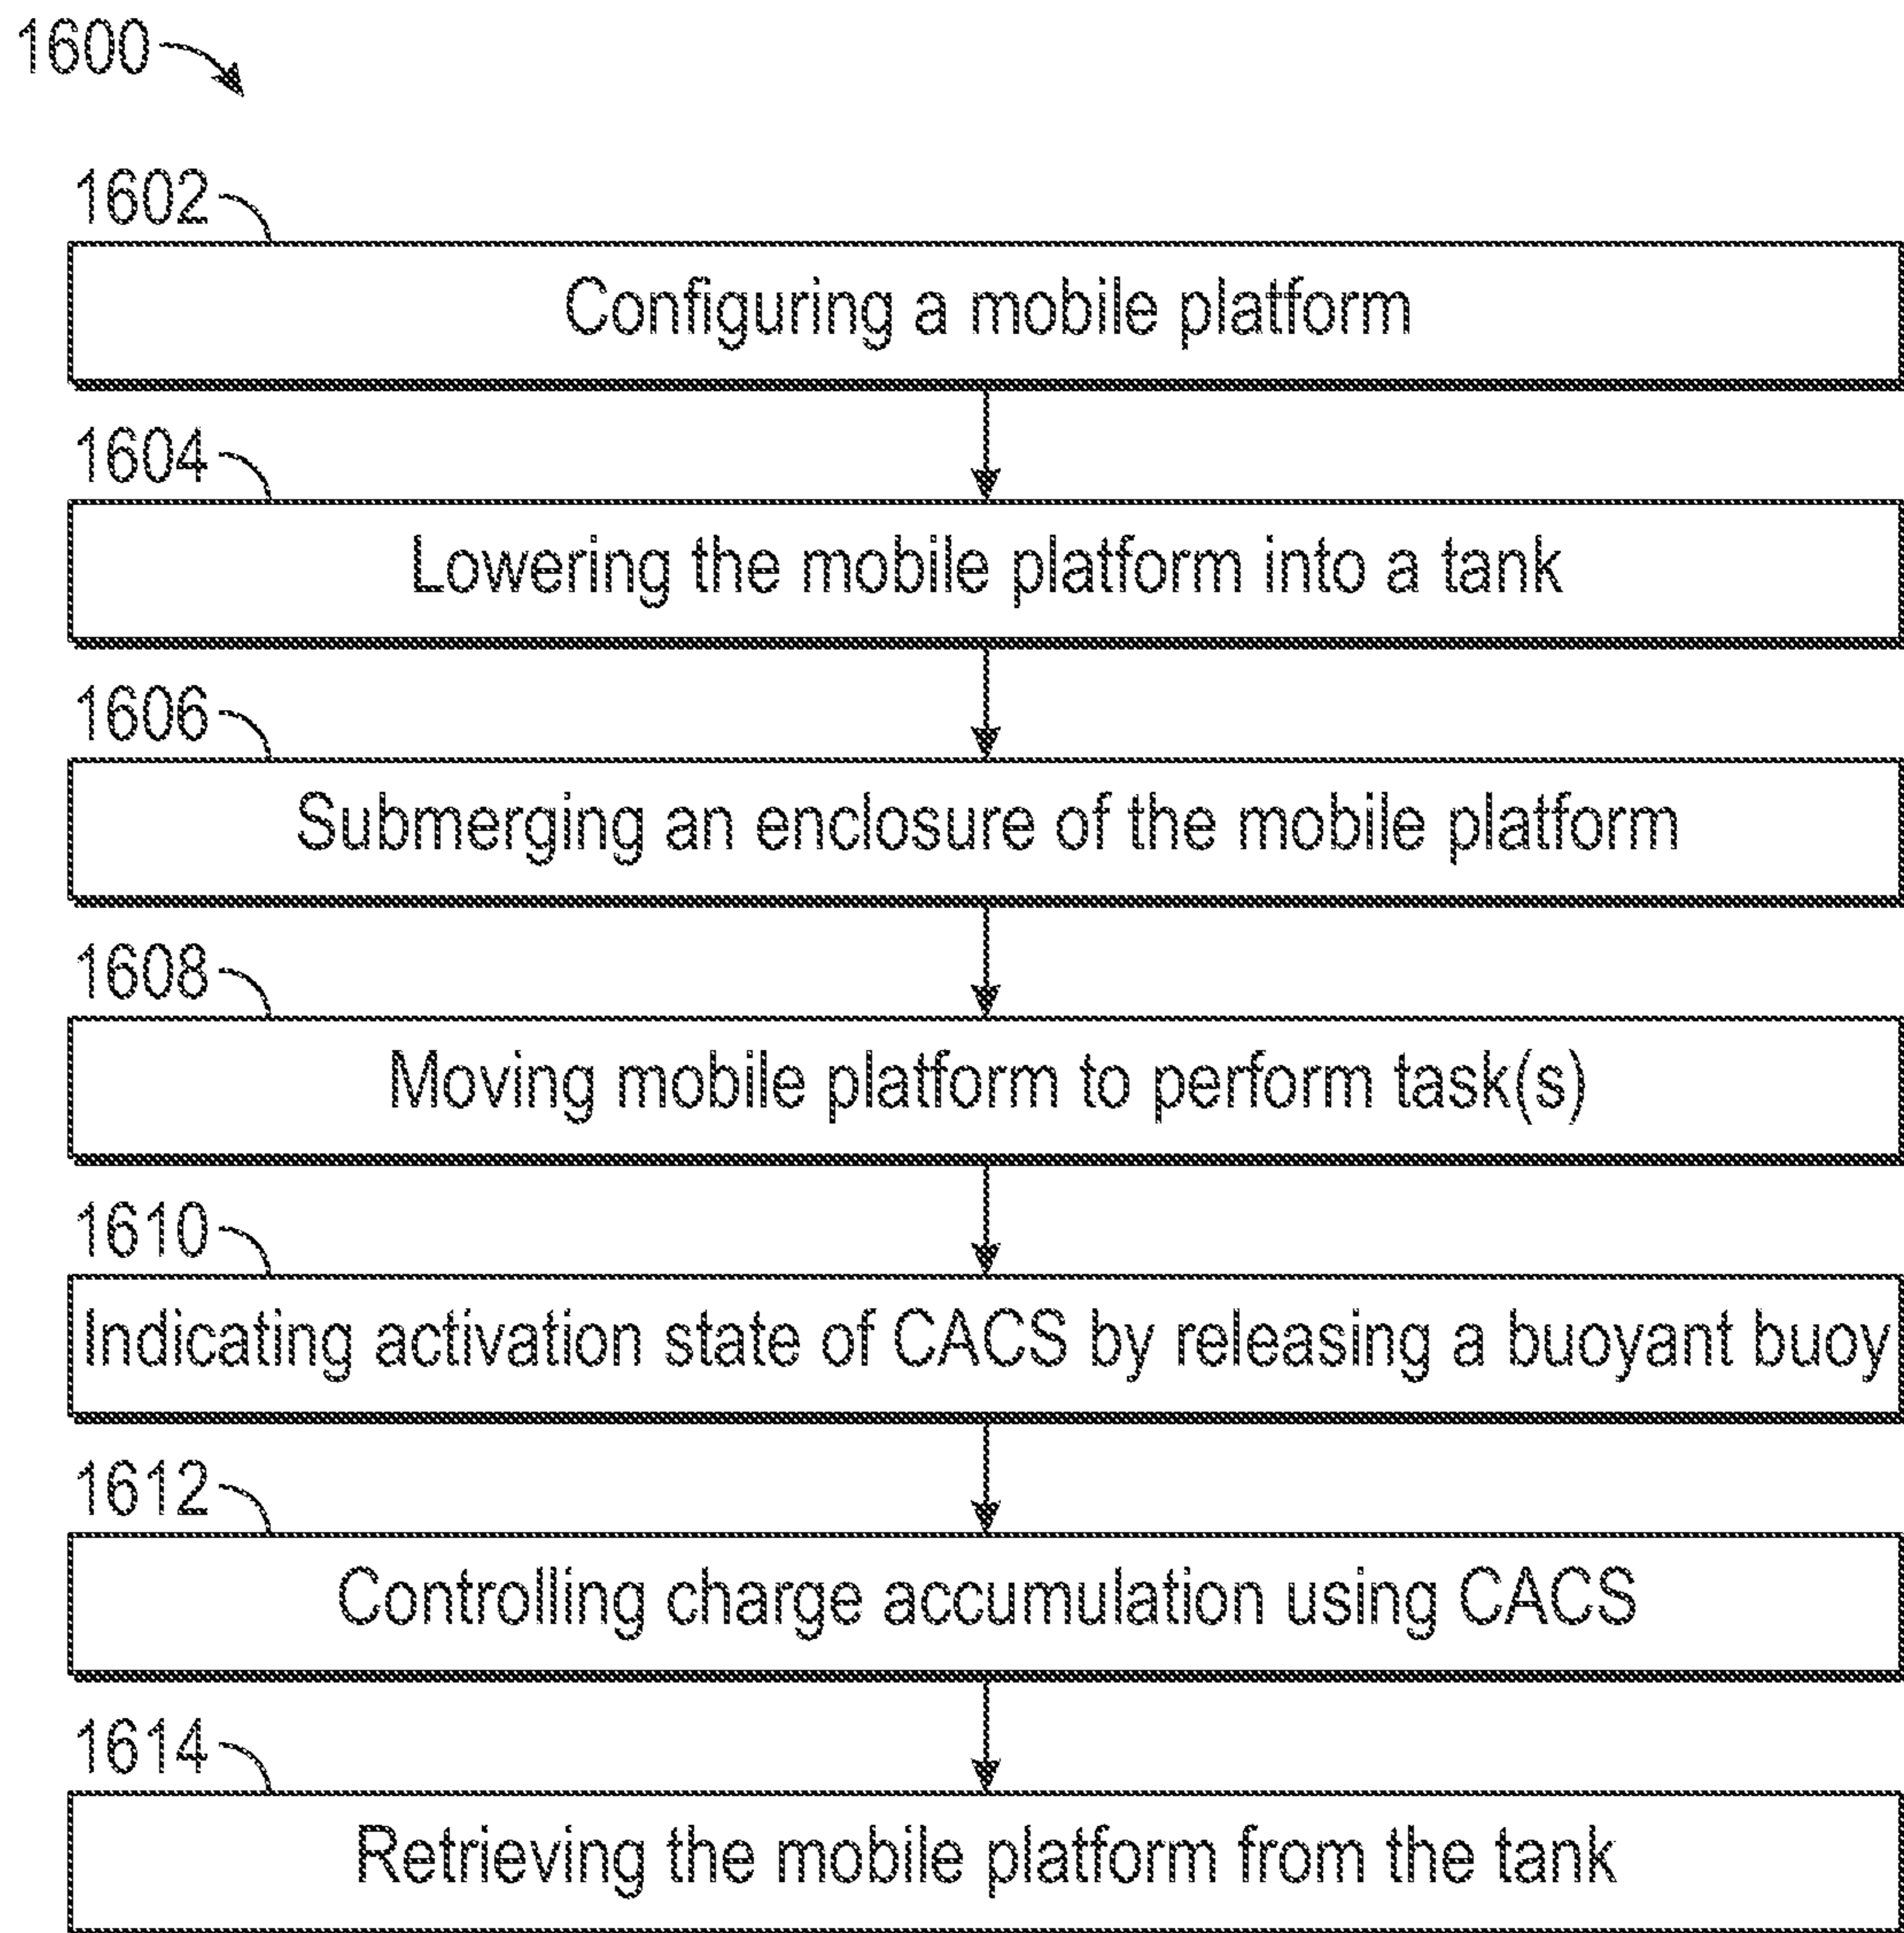 1600
1602
Configuring a mobile platform
1604
Lowering the mobile platform into a tank
1606
Submerging an enclosure of the mobile platform
1608
Moving mobile platform to perform task(s)
1610
Indicating activation state of CACS by releasing a buoyant buoy
1612
Controlling charge accumulation using CACS
1614
Retrieving the mobile platform from the tank